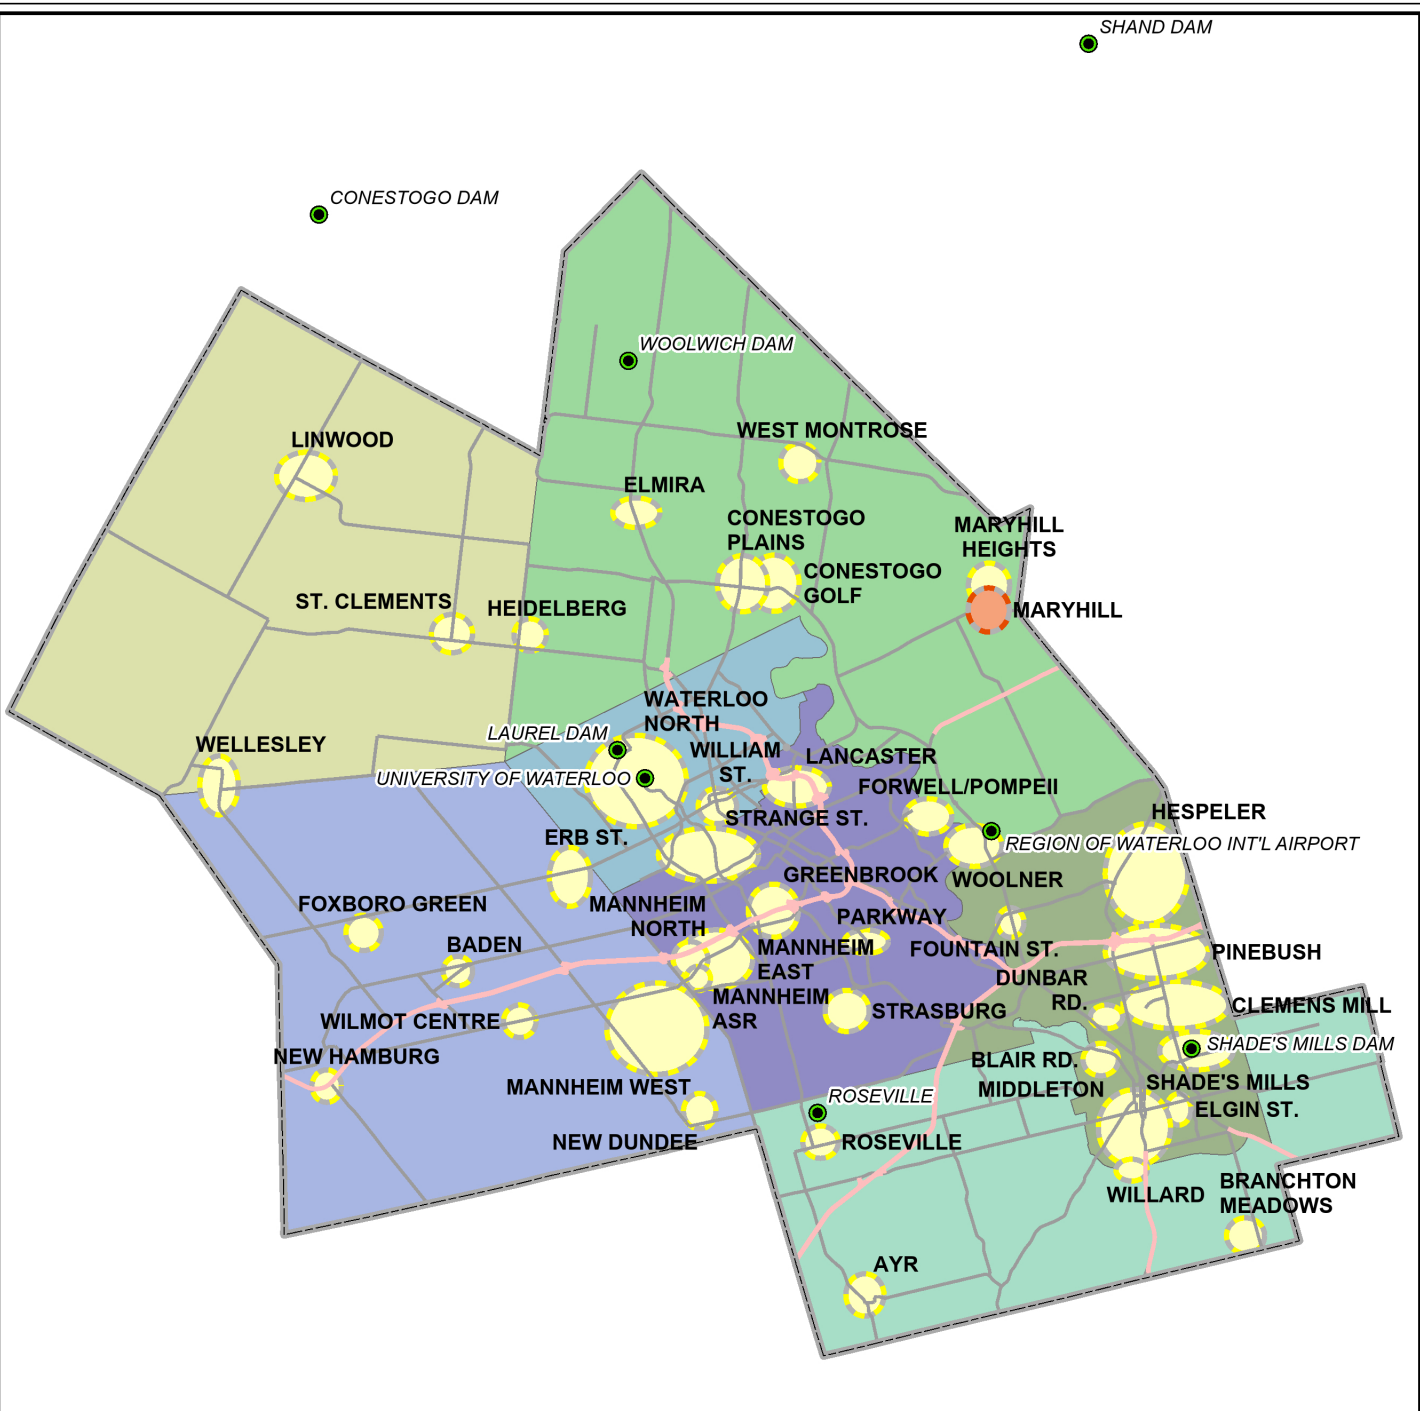 SHAND DAM
CONESTOGO DAM
WOOLWICH DAM
WEST MONTROSE
LINWOOD
ELMIRA
CONESTOGO
PLAINS
MARYHILL
HEIGHTS
CONESTOGO
GOLF
ST. CLEMENTS
HEIDELBERG
MARYHILL
WATERLOO
NORTH
LAUREL DAM
WELLESLEY
WILLIAM
ST.
LANCASTER
UNIVERSITY OF WATERLOO
FORWELL/POMPEII
HESPELER
STRANGE ST.
ERB ST.
REGION OF WATERLOO INT'L AIRPORT
GREENBROOK
WOOLNER
FOXBORO GREEN
MANNHEIM
NORTH
PARKWAY
BADEN
MANNHEIM
EAST
FOUNTAIN ST.
PINEBUSH
DUNBAR
RD.
MANNHEIM
ASR
STRASBURG
CLEMENS MILL
WILMOT CENTRE
SHADE'S MILLS DAM
NEW HAMBURG
BLAIR RD.
MANNHEIM WEST
MIDDLETON
SHADE'S MILLS
ROSEVILLE
ELGIN ST.
NEW DUNDEE
ROSEVILLE
WILLARD
BRANCHTON
MEADOWS
AYR